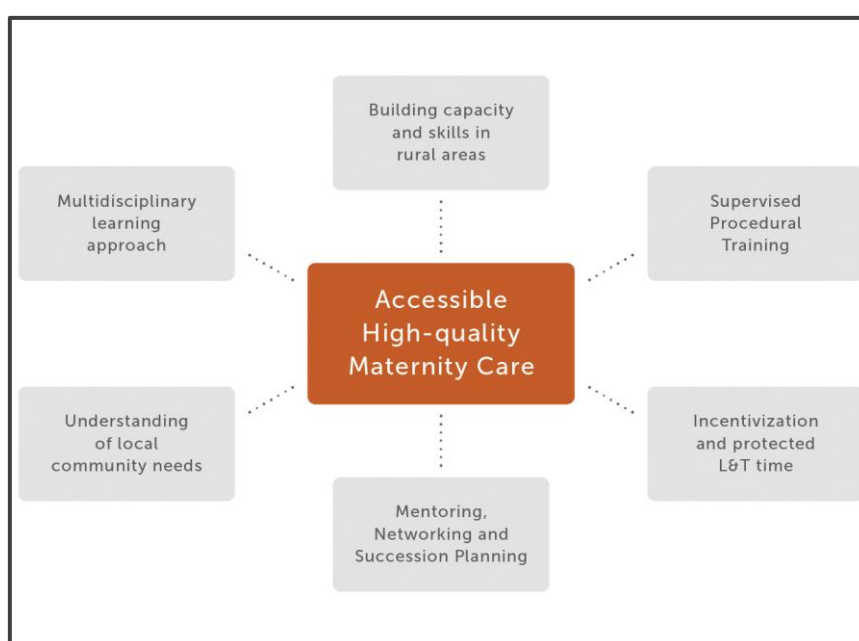 Building capacity
and skills in
rural areas
Multidisciplinary
learning
approach
Supervised
Procedural
Training
Accessible
High-quality
Maternity Care
Understanding
of local
community needs
Incentivization
and protected
L&T time
Mentoring,
Networking and
Succession Planning